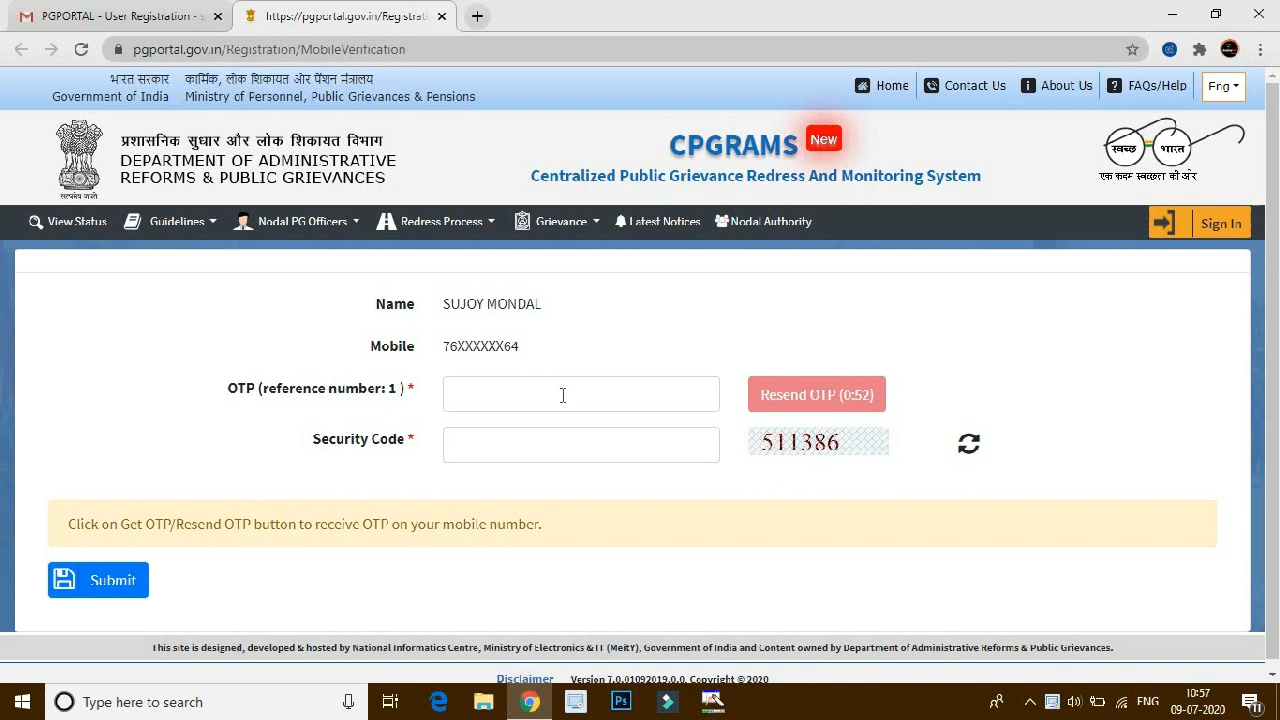 PGPORTAL - User Registration - s
https://pgportal.gov.in/Registrati
pgportal.gov.in/Registration/MobileVerification
भारत सरकार कार्मिक, लोक शिकायत और पेंशन मंत्रालय
Government of India Ministry of Personnel, Public Grievances & Pensions
Home Contact Us About Us FAQs/Help Eng
प्रशासनिक सुधार और लोक शिकायत विभाग
DEPARTMENT OF ADMINISTRATIVE
REFORMS & PUBLIC GRIEVANCES
सत्यमेव जयते
CPGRAMS New
Centralized Public Grievance Redress And Monitoring System
स्वच्छ भारत
एक कदम स्वच्छता की ओर
View Status Guidelines Nodal PG Officers Redress Process Grievance Latest Notices Nodal Authority Sign In
Name SUJOY MONDAL
Mobile 76XXXXXX64
OTP (reference number: 1 ) * Resend OTP (0:52)
Security Code * 511386
Click on Get OTP/Resend OTP button to receive OTP on your mobile number.
Submit
This site is designed, developed & hosted by National Informatics Centre, Ministry of Electronics & IT (MeitY), Government of India and Content owned by Department of Administrative Reforms & Public Grievances.
Disclaimer Version 7.0.01092019.0.0. Copyright © 2020
Type here to search
Ps
ENG
10:57
09-07-2020
11